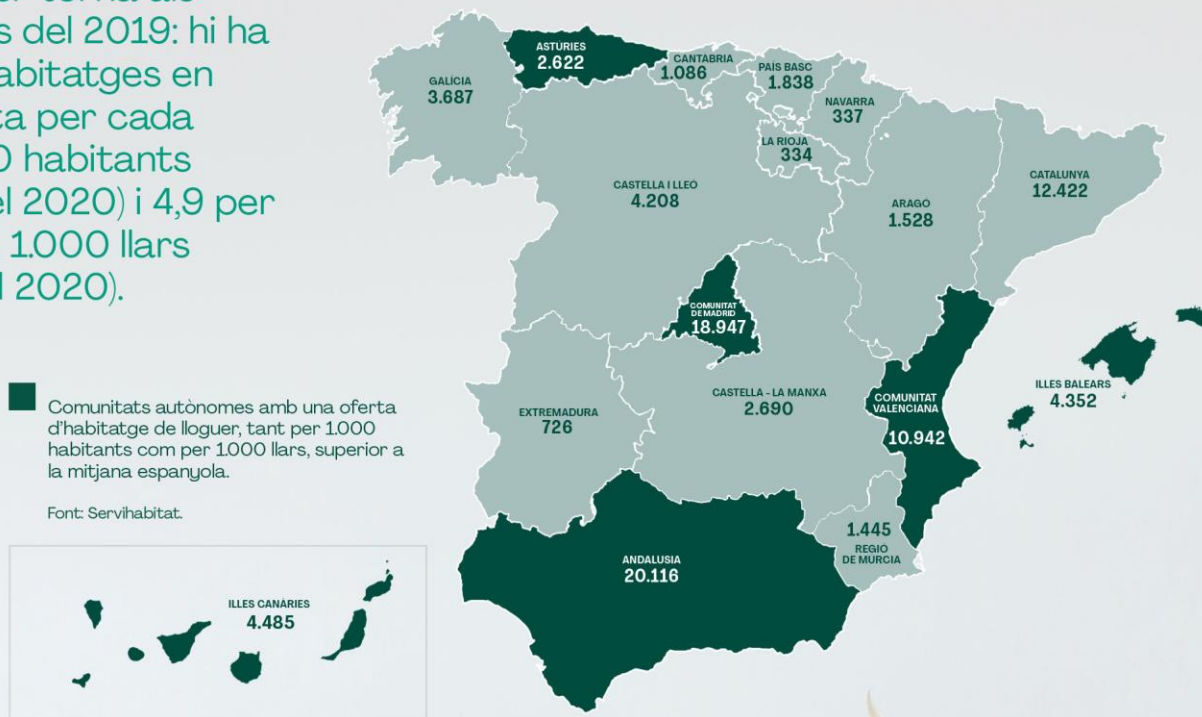 s del 2019: hi ha
abitatges en
ta per cada
0 habitants
el 2020) i 4,9 per
1.000 llars
l 2020).
Comunitats autònomes amb una oferta
d'habitatge de lloguer, tant per 1.000
habitants com per 1.000 llars, superior a
la mitjana espanyola.
Font: Servihabitat.
ASTÚRIES
2.622
CANTABRIA
1.086
PAÍS BASC
1.838
GALÍCIA
3.687
NAVARRA
337
LA RIOJA
334
CASTELLA I LLEÓ
4.208
ARAGÓ
1.528
CATALUNYA
12.422
COMUNITAT
DE MADRID
18.947
EXTREMADURA
726
CASTELLA - LA MANXA
2.690
COMUNITAT
VALENCIANA
10.942
ILLES BALEARS
4.352
1.445
REGIÓ
DE MURCIA
ANDALUSIA
20.116
ILLES CANÀRIES
4.485